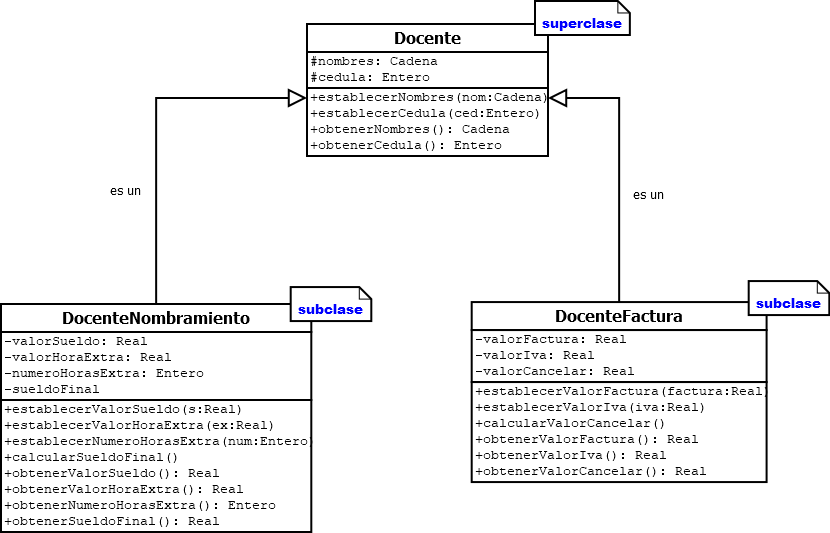 superclase
Docente
#nombres: Cadena
#cedula: Entero
+establecerNombres(nom:Cadena)
+establecerCedula(ced:Entero)
+obtenerNombres(): Cadena
+obtenerCedula(): Entero
es un
es un
subclase
DocenteNombramiento
-valorSueldo: Real
-valorHoraExtra: Real
-numeroHorasExtra: Entero
-sueldoFinal
+establecerValorSueldo(s:Real)
+establecerValorHoraExtra(ex:Real)
+establecerNumeroHorasExtra(num:Entero)
+calcularSueldoFinal()
+obtenerValorSueldo(): Real
+obtenerValorHoraExtra(): Real
+obtenerNumeroHorasExtra(): Entero
+obtenerSueldoFinal(): Real
subclase
DocenteFactura
-valorFactura: Real
-valorIva: Real
-valorCancelar: Real
+establecerValorFactura(factura:Real)
+establecerValorIva(iva:Real)
+calcularValorCancelar()
+obtenerValorFactura(): Real
+obtenerValorIva(): Real
+obtenerValorCancelar(): Real